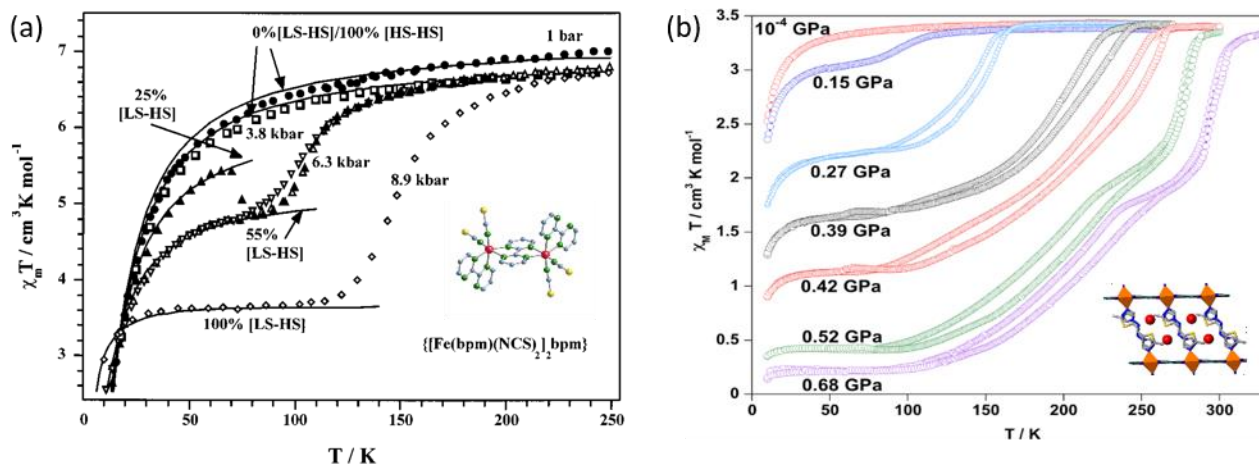 (a)
χₘT / cm³ K mol⁻¹
7
6
5
4
3
0%[LS-HS]/100% [HS-HS]
1 bar
25%
[LS-HS]
3.8 kbar
6.3 kbar
8.9 kbar
55%
[LS-HS]
100% [LS-HS]
{[Fe(bpm)(NCS)₂]₂bpm}
0 50 100 150 200 250
T / K
(b)
χ_M T / cm³ K mol⁻¹
3.5
3
2.5
2
1.5
1
0.5
0
10⁻⁴ GPa
0.15 GPa
0.27 GPa
0.39 GPa
0.42 GPa
0.52 GPa
0.68 GPa
0 50 100 150 200 250 300
T / K